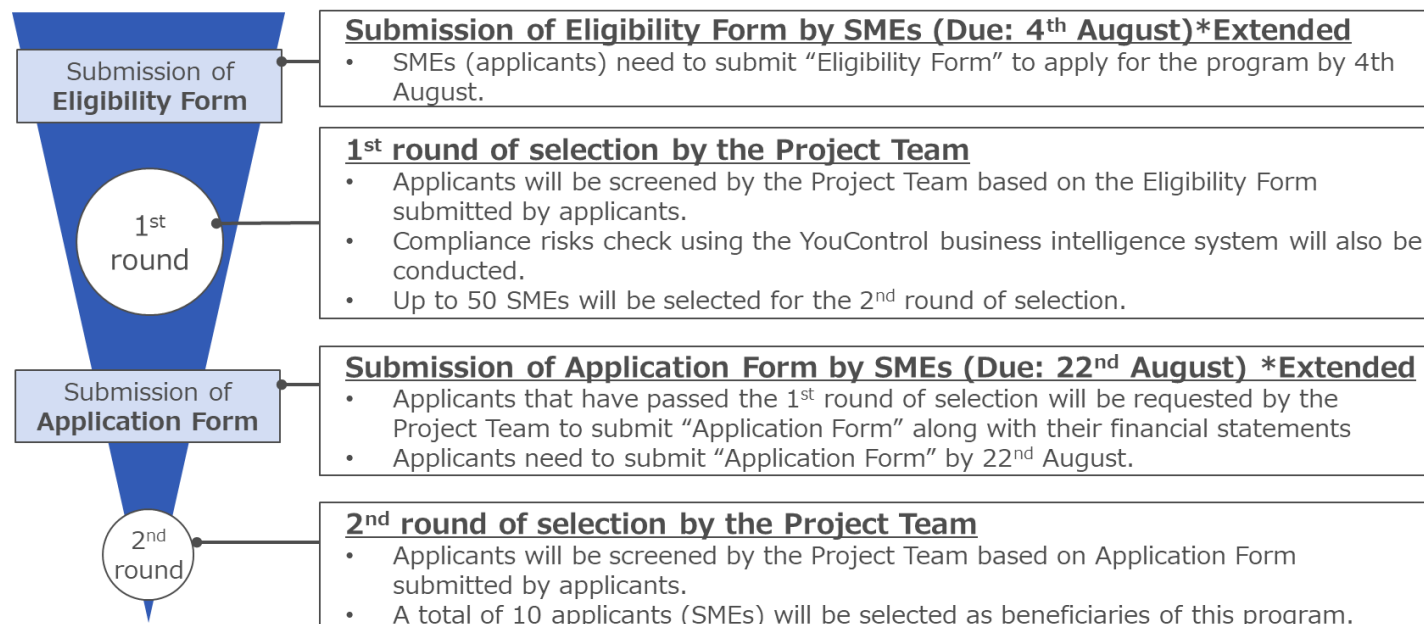 Submission of
Eligibility Form
Submission of Eligibility Form by SMEs (Due: 4th August)*Extended
• SMEs (applicants) need to submit “Eligibility Form” to apply for the program by 4th
August.
1st
round
1st round of selection by the Project Team
• Applicants will be screened by the Project Team based on the Eligibility Form
submitted by applicants.
• Compliance risks check using the YouControl business intelligence system will also be
conducted.
• Up to 50 SMEs will be selected for the 2nd round of selection.
Submission of
Application Form
Submission of Application Form by SMEs (Due: 22nd August) *Extended
• Applicants that have passed the 1st round of selection will be requested by the
Project Team to submit “Application Form” along with their financial statements
• Applicants need to submit “Application Form” by 22nd August.
2nd
round
2nd round of selection by the Project Team
• Applicants will be screened by the Project Team based on Application Form
submitted by applicants.
• A total of 10 applicants (SMEs) will be selected as beneficiaries of this program.